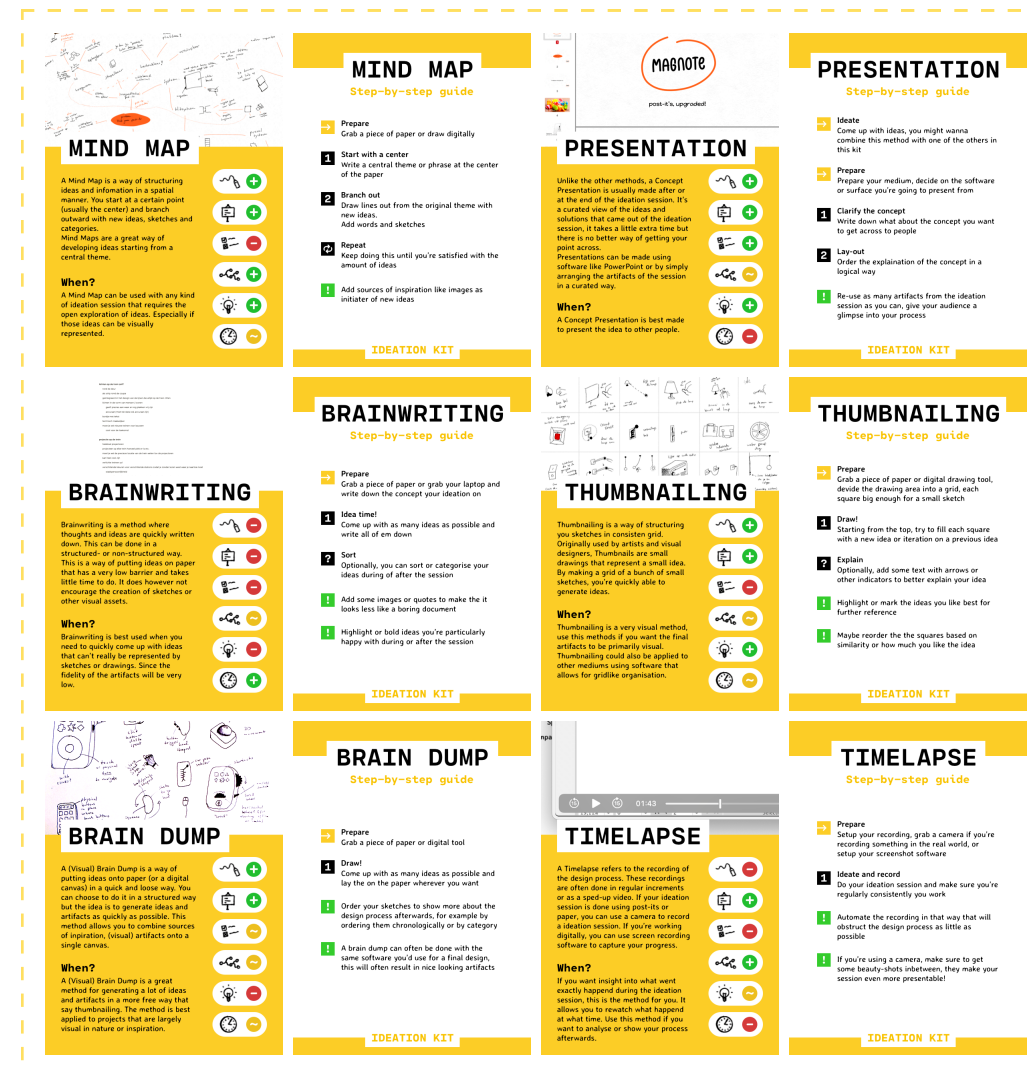 MIND MAP
A Mind Map is a way of structuring
ideas and infomation in a spatial
manner. You start at a certain point
(usually the center) and branch
outward with new ideas, sketches and
categories.
Mind Maps are a great way of
developing ideas starting from a
central theme.
When?
A Mind Map can be used with any kind
of ideation session that requires the
open exploration of ideas. Especially if
those ideas can be visually
represented.
MIND MAP
Step-by-step guide
Prepare
Grab a piece of paper or draw digitally
1 Start with a center
Write a central theme or phrase at the center
of the paper
2 Branch out
Draw lines out from the original theme with
new ideas.
Add words and sketches
Repeat
Keep doing this until you're satisfied with the
amount of ideas
! Add sources of inspiration like images as
initiater of new ideas
IDEATION KIT
MABNOTE
post-it's, upgraded!
PRESENTATION
Unlike the other methods, a Concept
Presentation is usually made after or
at the end of the ideation session. It's
a curated view of the ideas and
solutions that came out of the ideation
session, it takes a little extra time but
there is no better way of getting your
point across.
Presentations can be made using
software like PowerPoint or by simply
arranging the artifacts of the session
in a curated way.
When?
A Concept Presentation is best made
to present the idea to other people.
PRESENTATION
Step-by-step guide
Ideate
Come up with ideas, you might wanna
combine this method with one of the others in
this kit
Prepare
Prepare your medium, decide on the software
or surface you're going to present from
1 Clarify the concept
Write down what about the concept you want
to get across to people
2 Lay-out
Order the explaination of the concept in a
logical way
! Re-use as many artifacts from the ideation
session as you can, give your audience a
glimpse into your process
IDEATION KIT
BRAINWRITING
Brainwriting is a method where
thoughts and ideas are quickly written
down. This can be done in a
structured- or non-structured way.
This is a way of putting ideas on paper
that has a very low barrier and takes
little time to do. It does however not
encourage the creation of sketches or
other visual assets.
When?
Brainwriting is best used when you
need to quickly come up with ideas
that can't really be represented by
sketches or drawings. Since the
fidelity of the artifacts will be very
low.
BRAINWRITING
Step-by-step guide
Prepare
Grab a piece of paper or grab your laptop and
write down the concept your ideation on
1 Idea time!
Come up with as many ideas as possible and
write all of em down
? Sort
Optionally, you can sort or categorise your
ideas during of after the session
! Add some images or quotes to make the it
looks less like a boring document
! Highlight or bold ideas you're particularly
happy with during or after the session
IDEATION KIT
THUMBNAILING
Thumbnailing is a way of structuring
you sketches in consisten grid.
Originally used by artists and visual
designers, Thumbnails are small
drawings that represent a small idea.
By making a grid of a bunch of small
sketches, you're quickly able to
generate ideas.
When?
Thumbnailing is a very visual method,
use this methods if you want the final
artifacts to be primarily visual.
Thumbnailing could also be applied to
other mediums using software that
allows for gridlike organisation.
THUMBNAILING
Step-by-step guide
Prepare
Grab a piece of paper or digital drawing tool,
devide the drawing area into a grid, each
square big enough for a small sketch
1 Draw!
Starting from the top, try to fill each square
with a new idea or iteration on a previous idea
? Explain
Optionally, add some text with arrows or
other indicators to better explain your idea
! Highlight or mark the ideas you like best for
further reference
! Maybe reorder the the squares based on
similarity or how much you like the idea
IDEATION KIT
BRAIN DUMP
A (Visual) Brain Dump is a way of
putting ideas onto paper (or a digital
canvas) in a quick and loose way. You
can choose to do it in a structured way
but the idea is to generate ideas and
artifacts as quickly as possible. This
method allows you to combine sources
of inpiration, (visual) artifacts onto a
single canvas.
When?
A (Visual) Brain Dump is a great
method for generating a lot of ideas
and artifacts in a more free way that
say thumbnailing. The method is best
applied to projects that are largely
visual in nature or inspiration.
BRAIN DUMP
Step-by-step guide
Prepare
Grab a piece of paper or digital tool
1 Draw!
Come up with as many ideas as possible and
lay the on the paper wherever you want
! Order your sketches to show more about the
design process afterwards, for example by
ordering them chronologically or by category
! A brain dump can often be done with the
same software you'd use for a final design,
this will often result in nice looking artifacts
IDEATION KIT
01:43
TIMELAPSE
A Timelapse refers to the recording of
the design process. These recordings
are often done in regular increments
or as a sped-up video. If your ideation
session is done using post-its or
paper, you can use a camera to record
a ideation session. If you're working
digitally, you can use screen recording
software to capture your progress.
When?
If you want insight into what went
exactly happend during the ideation
session, this is the method for you. It
allows you to rewatch what happend
at what time. Use this method if you
want to analyse or show your process
afterwards.
TIMELAPSE
Step-by-step guide
Prepare
Setup your recording, grab a camera if you're
recording something in the real world, or
setup your screenshot software
1 Ideate and record
Do your ideation session and make sure you're
regularly consistently you work
! Automate the recording in that way that will
obstruct the design process as little as
possible
! If you're using a camera, make sure to get
some beauty-shots inbetween, they make your
session even more presentable!
IDEATION KIT